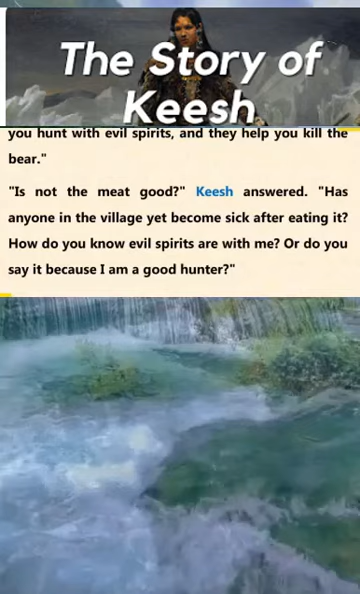 The Story of
Keesh
you hunt with evil spirits, and they help you kill the
bear."
"Is not the meat good?" Keesh answered. "Has
anyone in the village yet become sick after eating it?
How do you know evil spirits are with me? Or do you
say it because I am a good hunter?"